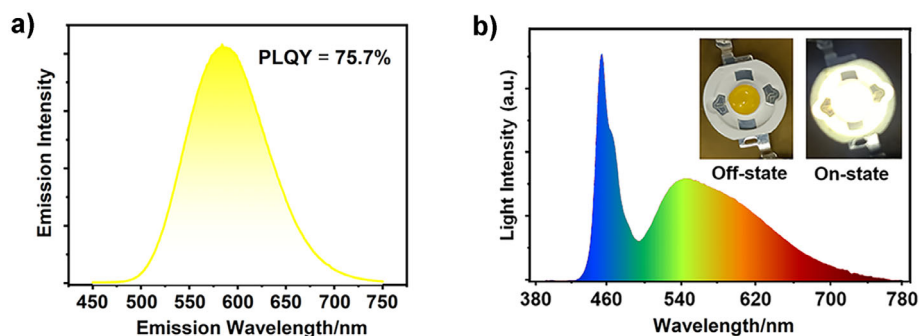 a)
PLQY = 75.7%
Emission Intensity
450 500 550 600 650 700 750
Emission Wavelength/nm
b)
Light Intensity (a.u.)
Off-state On-state
380 460 540 620 700 780
Wavelength/nm